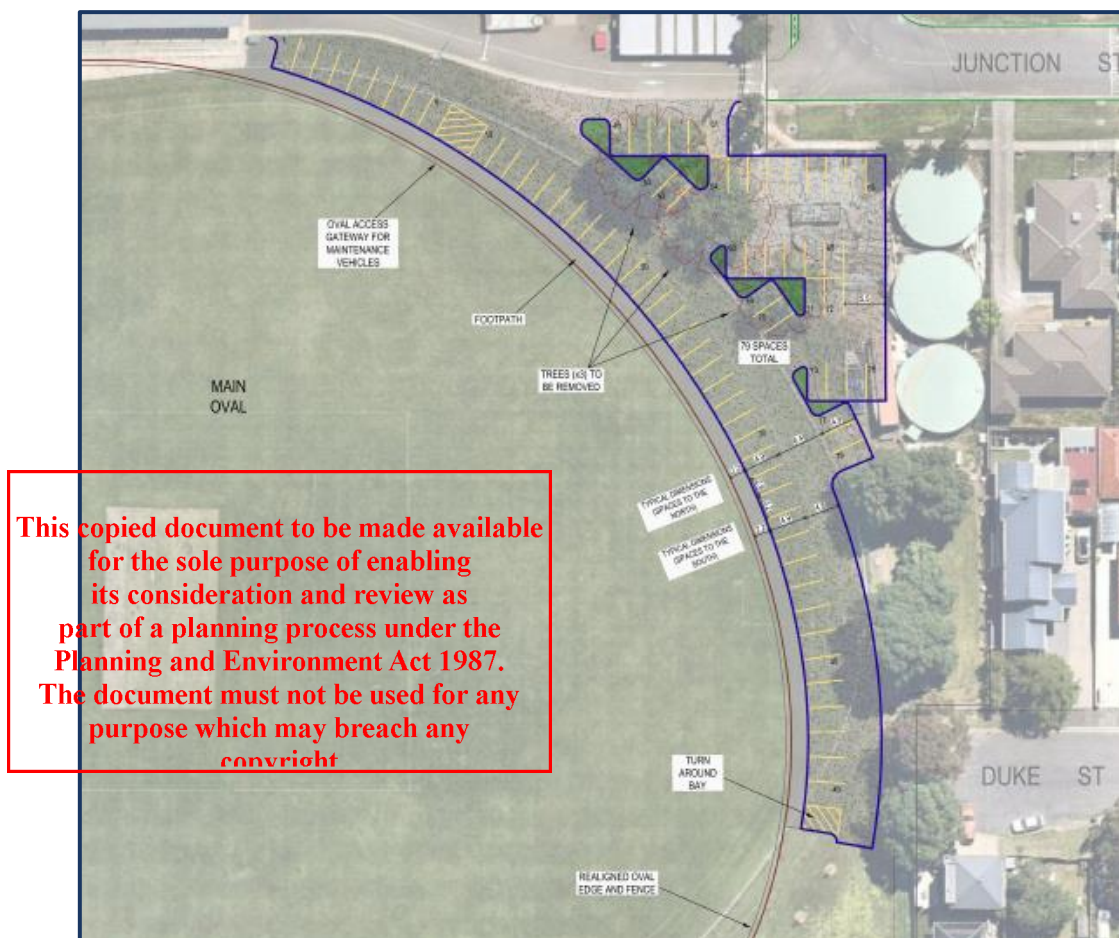 JUNCTION ST
OVAL ACCESS
GATEWAY FOR
MAINTENANCE
VEHICLES
FOOTPATH
79 SPACES
TOTAL
TREES (x3) TO
BE REMOVED
MAIN
OVAL
TYPICAL DIMENSIONS
(SPACES TO THE
NORTH)
TYPICAL DIMENSIONS
(SPACES TO THE
SOUTH)
This copied document to be made available
for the sole purpose of enabling
its consideration and review as
part of a planning process under the
Planning and Environment Act 1987.
The document must not be used for any
purpose which may breach any
copyright
TURN
AROUND
BAY
DUKE ST
REALIGNED OVAL
EDGE AND FENCE